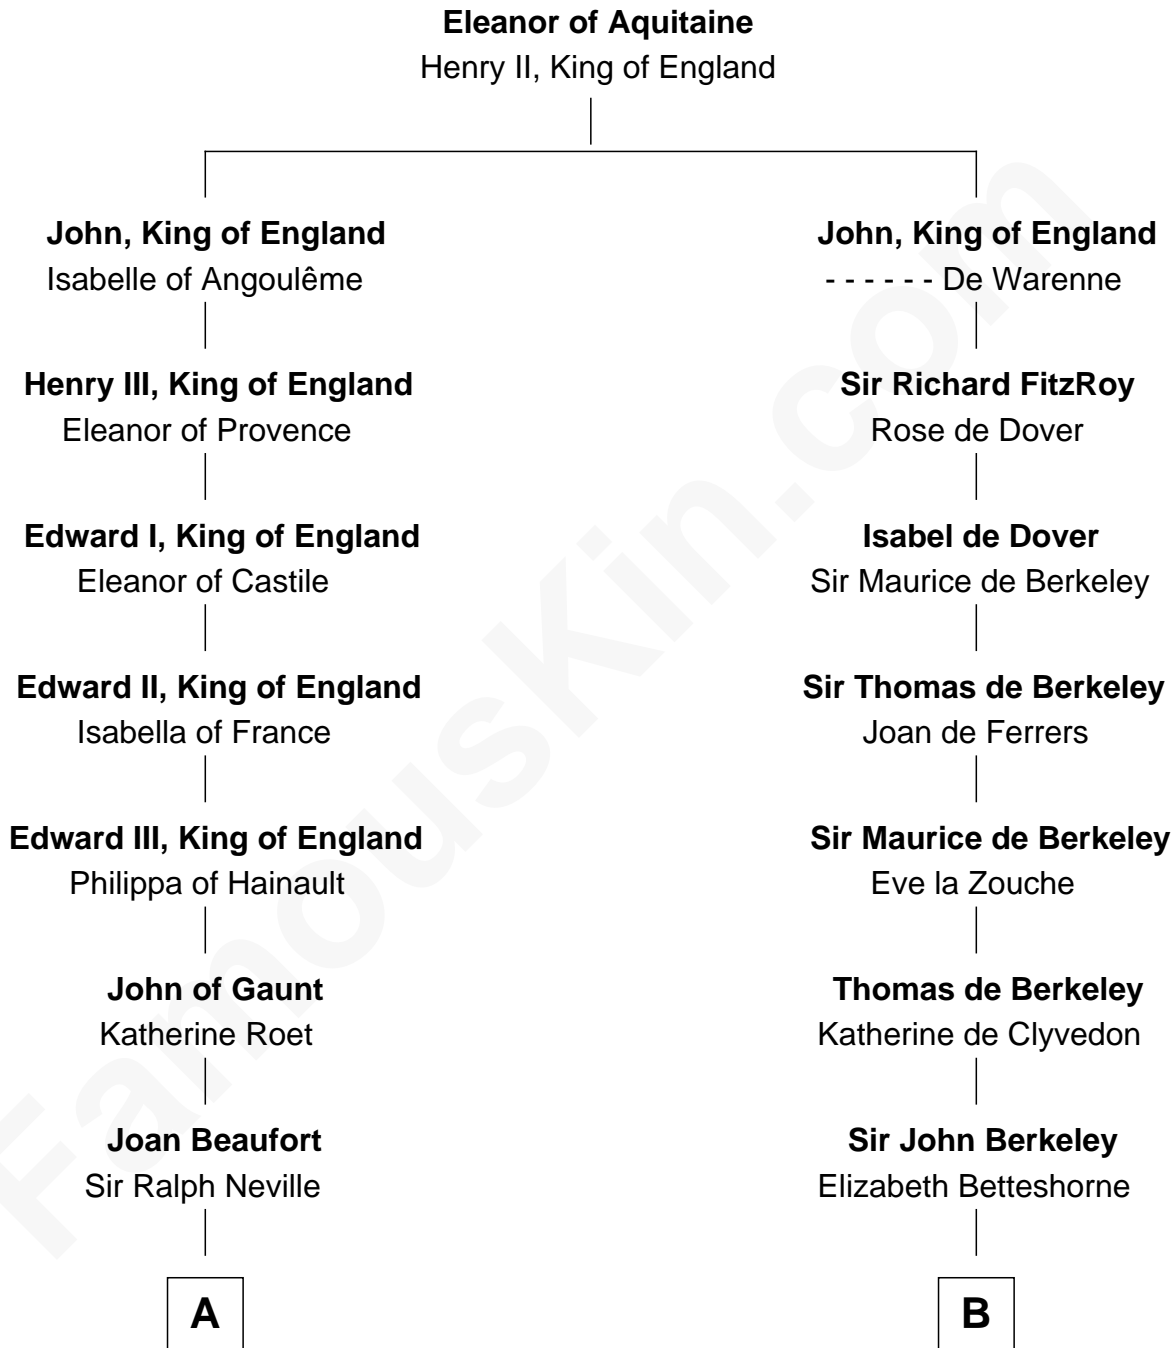 Eleanor of Aquitaine
Henry II, King of England
John, King of England
Isabelle of Angoulême
John, King of England
- - - - - - De Warenne
Henry III, King of England
Eleanor of Provence
Sir Richard FitzRoy
Rose de Dover
Edward I, King of England
Eleanor of Castile
Isabel de Dover
Sir Maurice de Berkeley
Edward II, King of England
Isabella of France
Sir Thomas de Berkeley
Joan de Ferrers
Edward III, King of England
Philippa of Hainault
Sir Maurice de Berkeley
Eve la Zouche
John of Gaunt
Katherine Roet
Thomas de Berkeley
Katherine de Clyvedon
Joan Beaufort
Sir Ralph Neville
Sir John Berkeley
Elizabeth Betteshorne
A
B
FamousKin.com